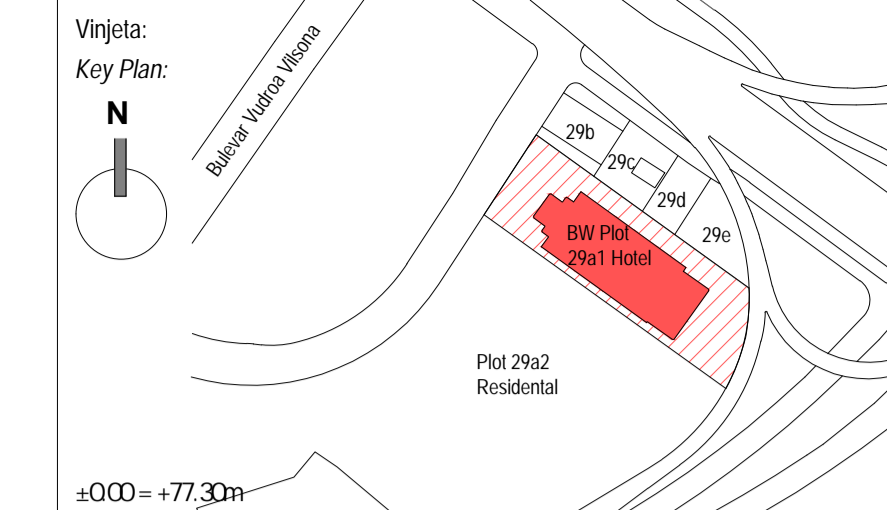 Vinjeta:
Key Plan:
N
Bulevar Vudroa Vilsona
29b
29c
29d
29e
BW Plot
29a1 Hotel
Plot 29a2
Residental
±0.00 = +77.30m